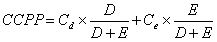 CCPP = C_d × D/(D + E) + C_e × E/(D + E)